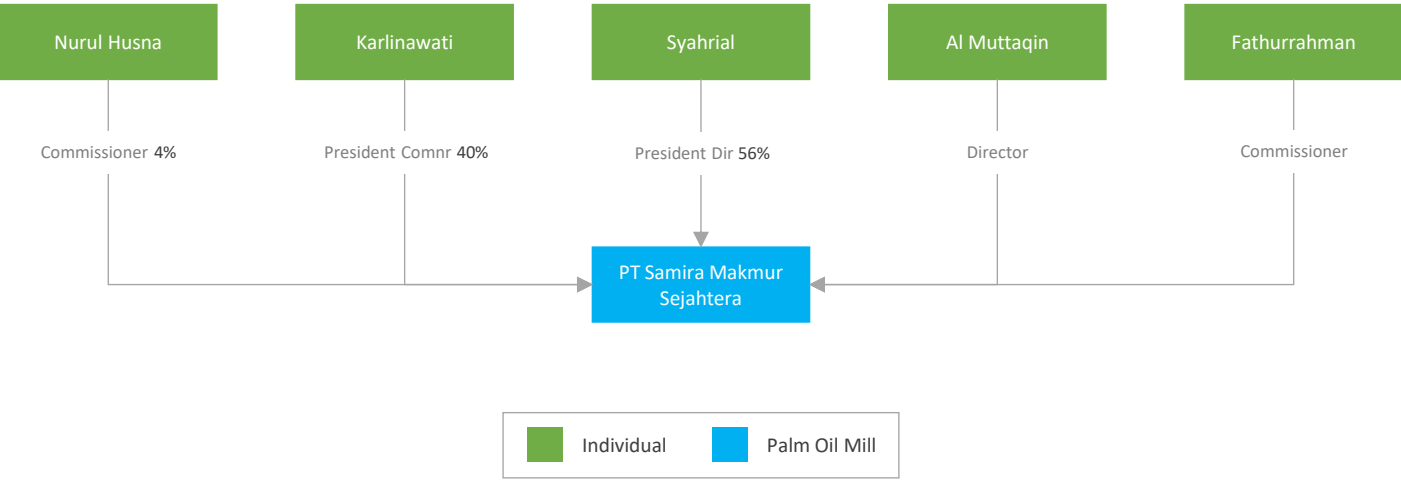 Nurul Husna
Karlinawati
Syahrial
Al Muttaqin
Fathurrahman
Commissioner 4%
President Comnr 40%
President Dir 56%
Director
Commissioner
PT Samira Makmur
Sejahtera
Individual
Palm Oil Mill